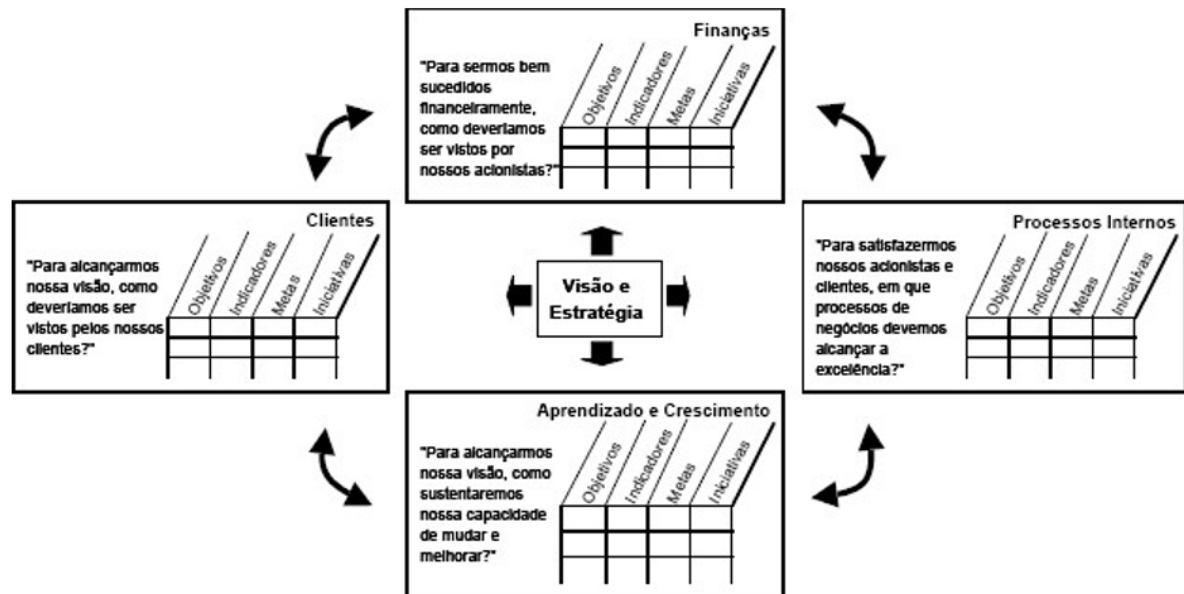 Finanças
"Para sermos bem
sucedidos
financeiramente,
como deveríamos
ser vistos por
nossos acionistas?"
Objetivos
Indicadores
Metas
Iniciativas
Clientes
"Para alcançarmos
nossa visão, como
deveríamos ser
vistos pelos nossos
clientes?"
Objetivos
Indicadores
Metas
Iniciativas
Visão e
Estratégia
Processos Internos
"Para satisfazermos
nossos acionistas e
clientes, em que
processos de
negócios devemos
alcançar a
excelência?"
Objetivos
Indicadores
Metas
Iniciativas
Aprendizado e Crescimento
"Para alcançarmos
nossa visão, como
sustentaremos
nossa capacidade
de mudar e
melhorar?"
Objetivos
Indicadores
Metas
Iniciativas